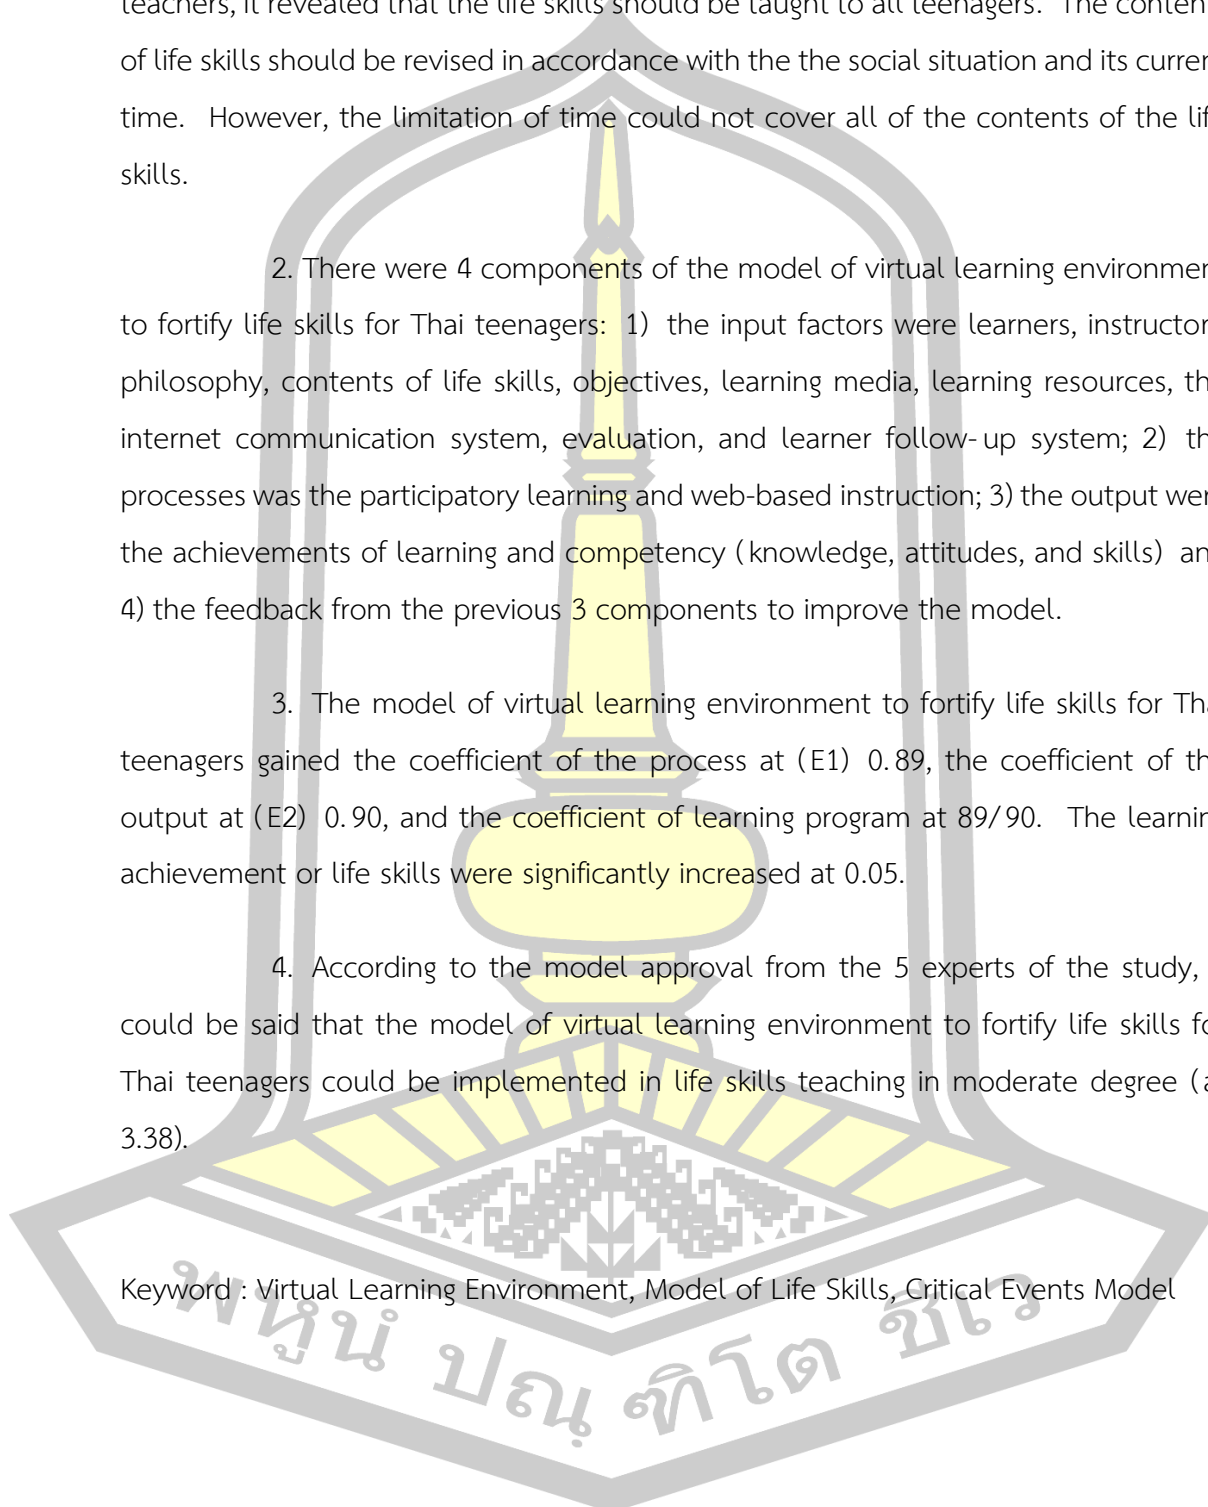 teachers, it revealed that the life skills should be taught to all teenagers. The conten
of life skills should be revised in accordance with the the social situation and its curren
time. However, the limitation of time could not cover all of the contents of the lif
skills.
2. There were 4 components of the model of virtual learning environmen
to fortify life skills for Thai teenagers: 1) the input factors were learners, instructor
philosophy, contents of life skills, objectives, learning media, learning resources, th
internet communication system, evaluation, and learner follow-up system; 2) th
processes was the participatory learning and web-based instruction; 3) the output wer
the achievements of learning and competency (knowledge, attitudes, and skills) an
4) the feedback from the previous 3 components to improve the model.
3. The model of virtual learning environment to fortify life skills for Tha
teenagers gained the coefficient of the process at (E1) 0.89, the coefficient of th
output at (E2) 0.90, and the coefficient of learning program at 89/90. The learnin
achievement or life skills were significantly increased at 0.05.
4. According to the model approval from the 5 experts of the study,
could be said that the model of virtual learning environment to fortify life skills fo
Thai teenagers could be implemented in life skills teaching in moderate degree (a
3.38).
Keyword : Virtual Learning Environment, Model of Life Skills, Critical Events Model
พหูนํ ปณฺฑิโต ชีเว